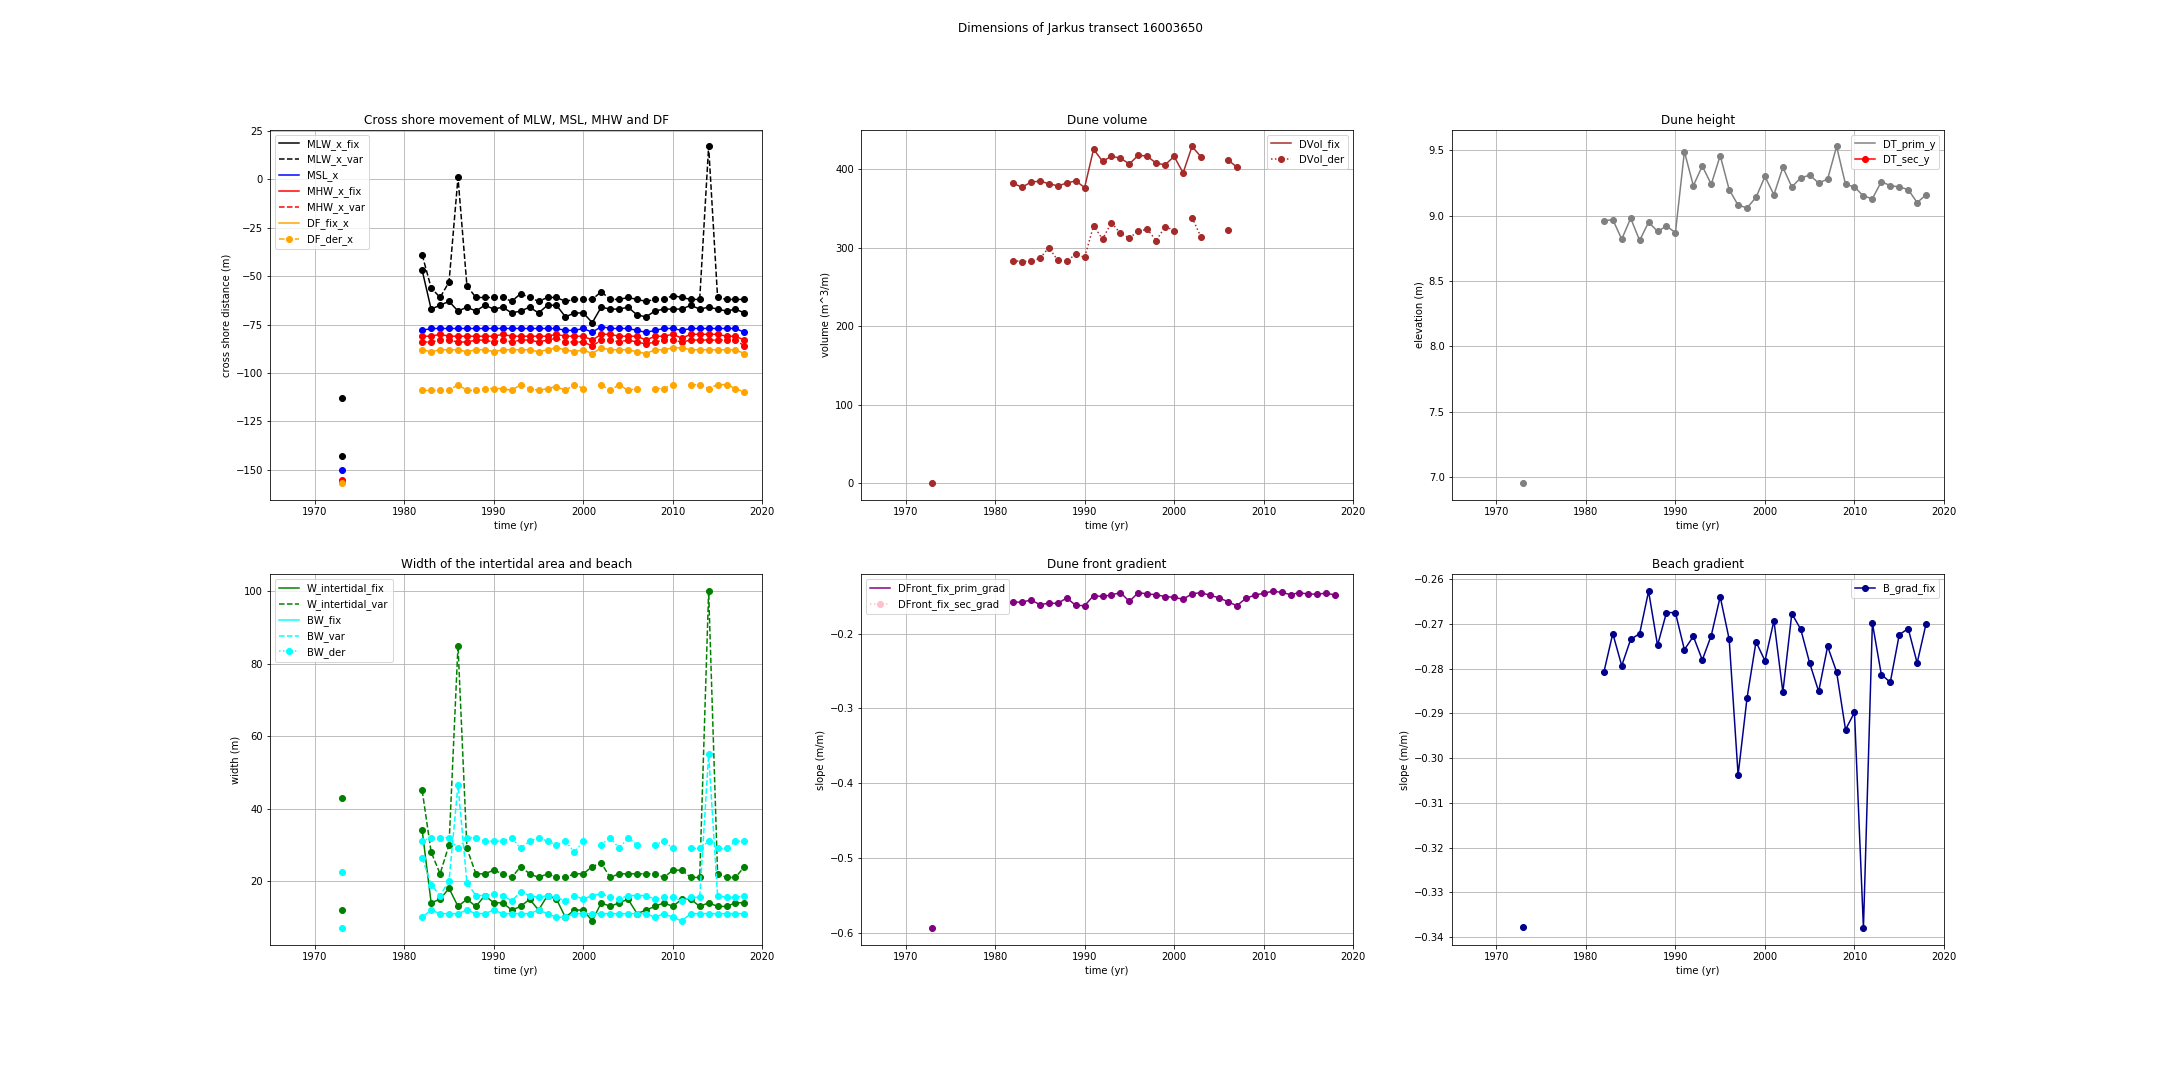 Dimensions of Jarkus transect 16003650
Cross shore movement of MLW, MSL, MHW and DF
25
0
−25
−50
−75
−100
−125
−150
cross shore distance (m)
MLW_x_fix
MLW_x_var
MSL_x
MHW_x_fix
MHW_x_var
DF_fix_x
DF_der_x
1970 1980 1990 2000 2010 2020
time (yr)
Dune volume
400
300
200
100
0
volume (m^3/m)
DVol_fix
DVol_der
1970 1980 1990 2000 2010 2020
time (yr)
Dune height
9.5
9.0
8.5
8.0
7.5
7.0
elevation (m)
DT_prim_y
DT_sec_y
1970 1980 1990 2000 2010 2020
time (yr)
Width of the intertidal area and beach
100
80
60
40
20
width (m)
W_intertidal_fix
W_intertidal_var
BW_fix
BW_var
BW_der
1970 1980 1990 2000 2010 2020
time (yr)
Dune front gradient
−0.2
−0.3
−0.4
−0.5
−0.6
slope (m/m)
DFront_fix_prim_grad
DFront_fix_sec_grad
1970 1980 1990 2000 2010 2020
time (yr)
Beach gradient
−0.26
−0.27
−0.28
−0.29
−0.30
−0.31
−0.32
−0.33
−0.34
slope (m/m)
B_grad_fix
1970 1980 1990 2000 2010 2020
time (yr)